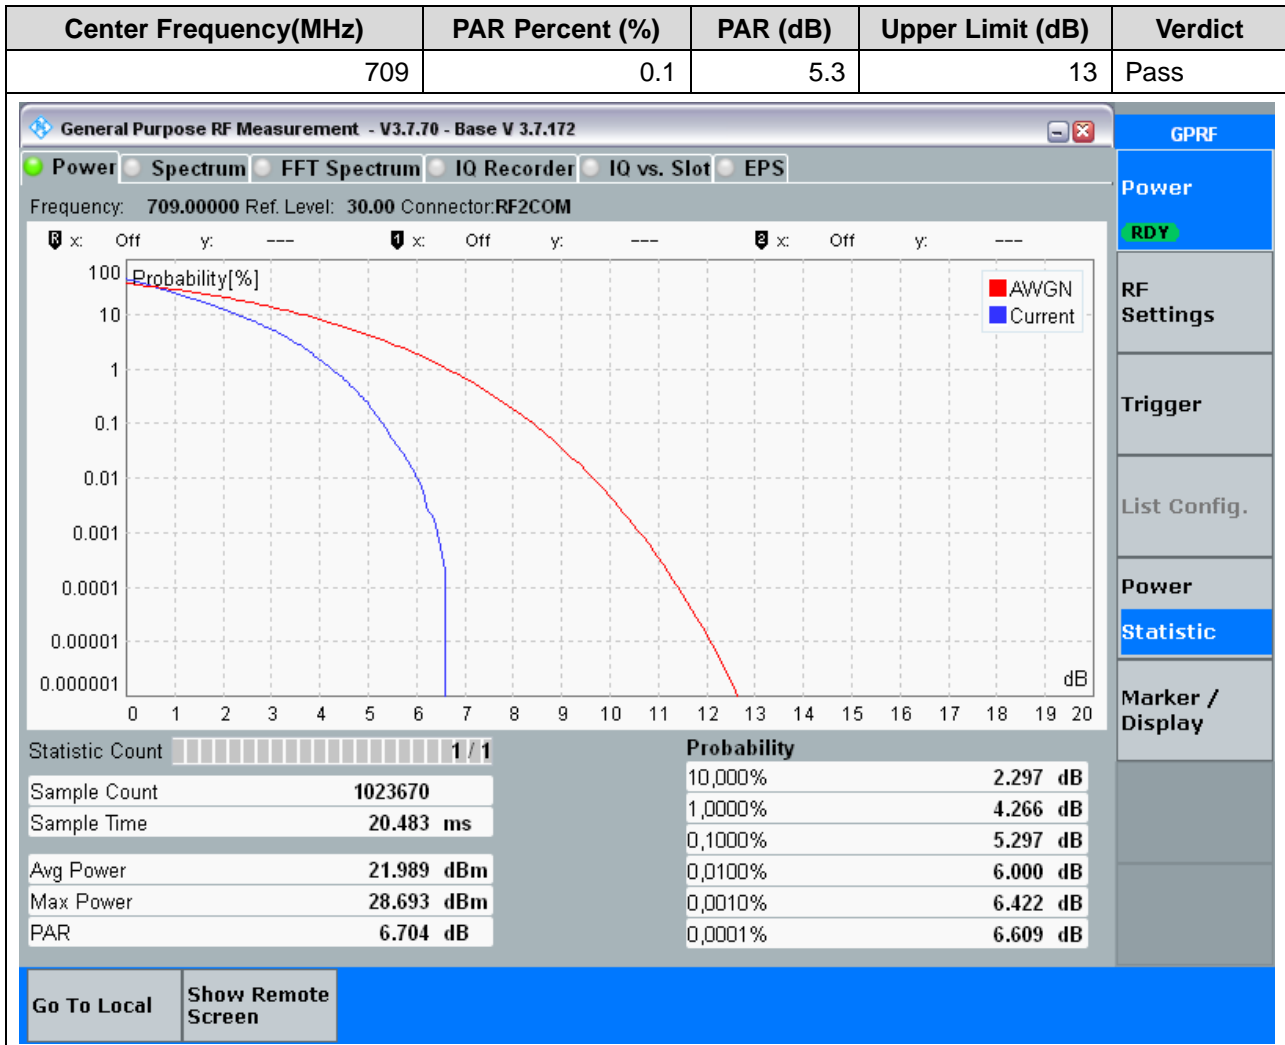 Center Frequency(MHz) PAR Percent (%) PAR (dB) Upper Limit (dB) Verdict
709 0.1 5.3 13 Pass
General Purpose RF Measurement - V3.7.70 - Base V 3.7.172
GPRF
Power Spectrum FFT Spectrum IQ Recorder IQ vs. Slot EPS
Power
RDY
Frequency: 709.00000 Ref. Level: 30.00 Connector:RF2COM
R x: Off y: --- 1 x: Off y: --- 2 x: Off y: ---
Probability[%]
AWGN
Current
100
10
1
0.1
0.01
0.001
0.0001
0.00001
0.000001
dB
0 1 2 3 4 5 6 7 8 9 10 11 12 13 14 15 16 17 18 19 20
RF
Settings
Trigger
List Config.
Power
Statistic
Marker /
Display
Statistic Count 1 / 1
Sample Count 1023670
Sample Time 20.483 ms
Avg Power 21.989 dBm
Max Power 28.693 dBm
PAR 6.704 dB
Probability
10,000% 2.297 dB
1,0000% 4.266 dB
0,1000% 5.297 dB
0,0100% 6.000 dB
0,0010% 6.422 dB
0,0001% 6.609 dB
Go To Local
Show Remote
Screen